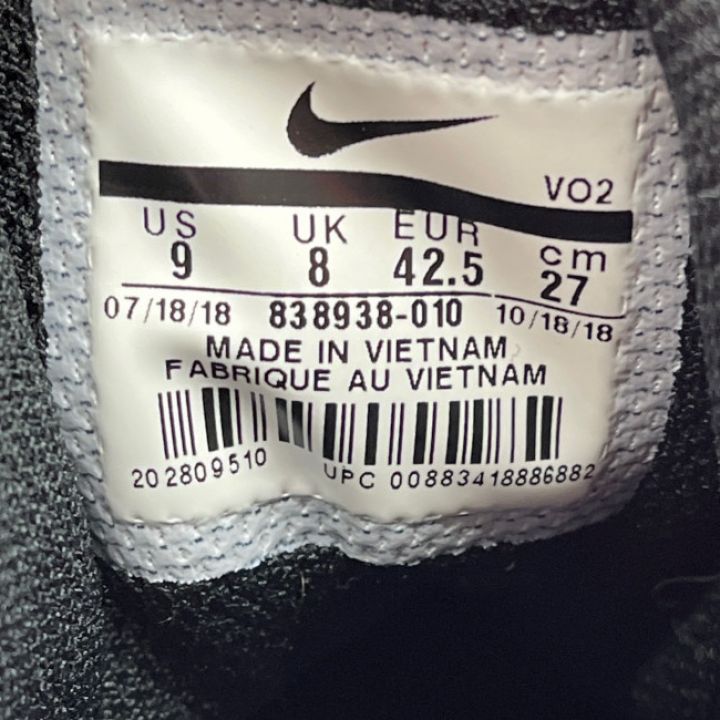 VO2
US UK EUR cm
9 8 42.5 27
07/18/18 838938-010 10/18/18
MADE IN VIETNAM
FABRIQUE AU VIETNAM
202809510 UPC 00883418886882